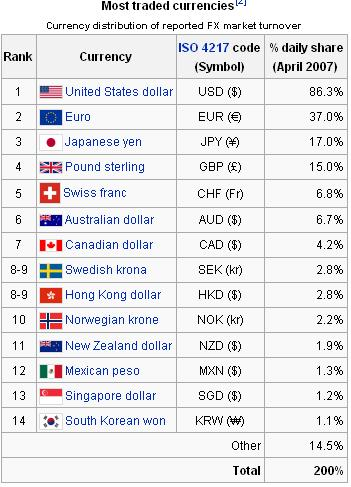 Most traded currencies[2]
Currency distribution of reported FX market turnover
Rank Currency ISO 4217 code (Symbol) % daily share (April 2007)
1 United States dollar USD ($) 86.3%
2 Euro EUR (€) 37.0%
3 Japanese yen JPY (¥) 17.0%
4 Pound sterling GBP (£) 15.0%
5 Swiss franc CHF (Fr) 6.8%
6 Australian dollar AUD ($) 6.7%
7 Canadian dollar CAD ($) 4.2%
8-9 Swedish krona SEK (kr) 2.8%
8-9 Hong Kong dollar HKD ($) 2.8%
10 Norwegian krone NOK (kr) 2.2%
11 New Zealand dollar NZD ($) 1.9%
12 Mexican peso MXN ($) 1.3%
13 Singapore dollar SGD ($) 1.2%
14 South Korean won KRW (₩) 1.1%
Other 14.5%
Total 200%